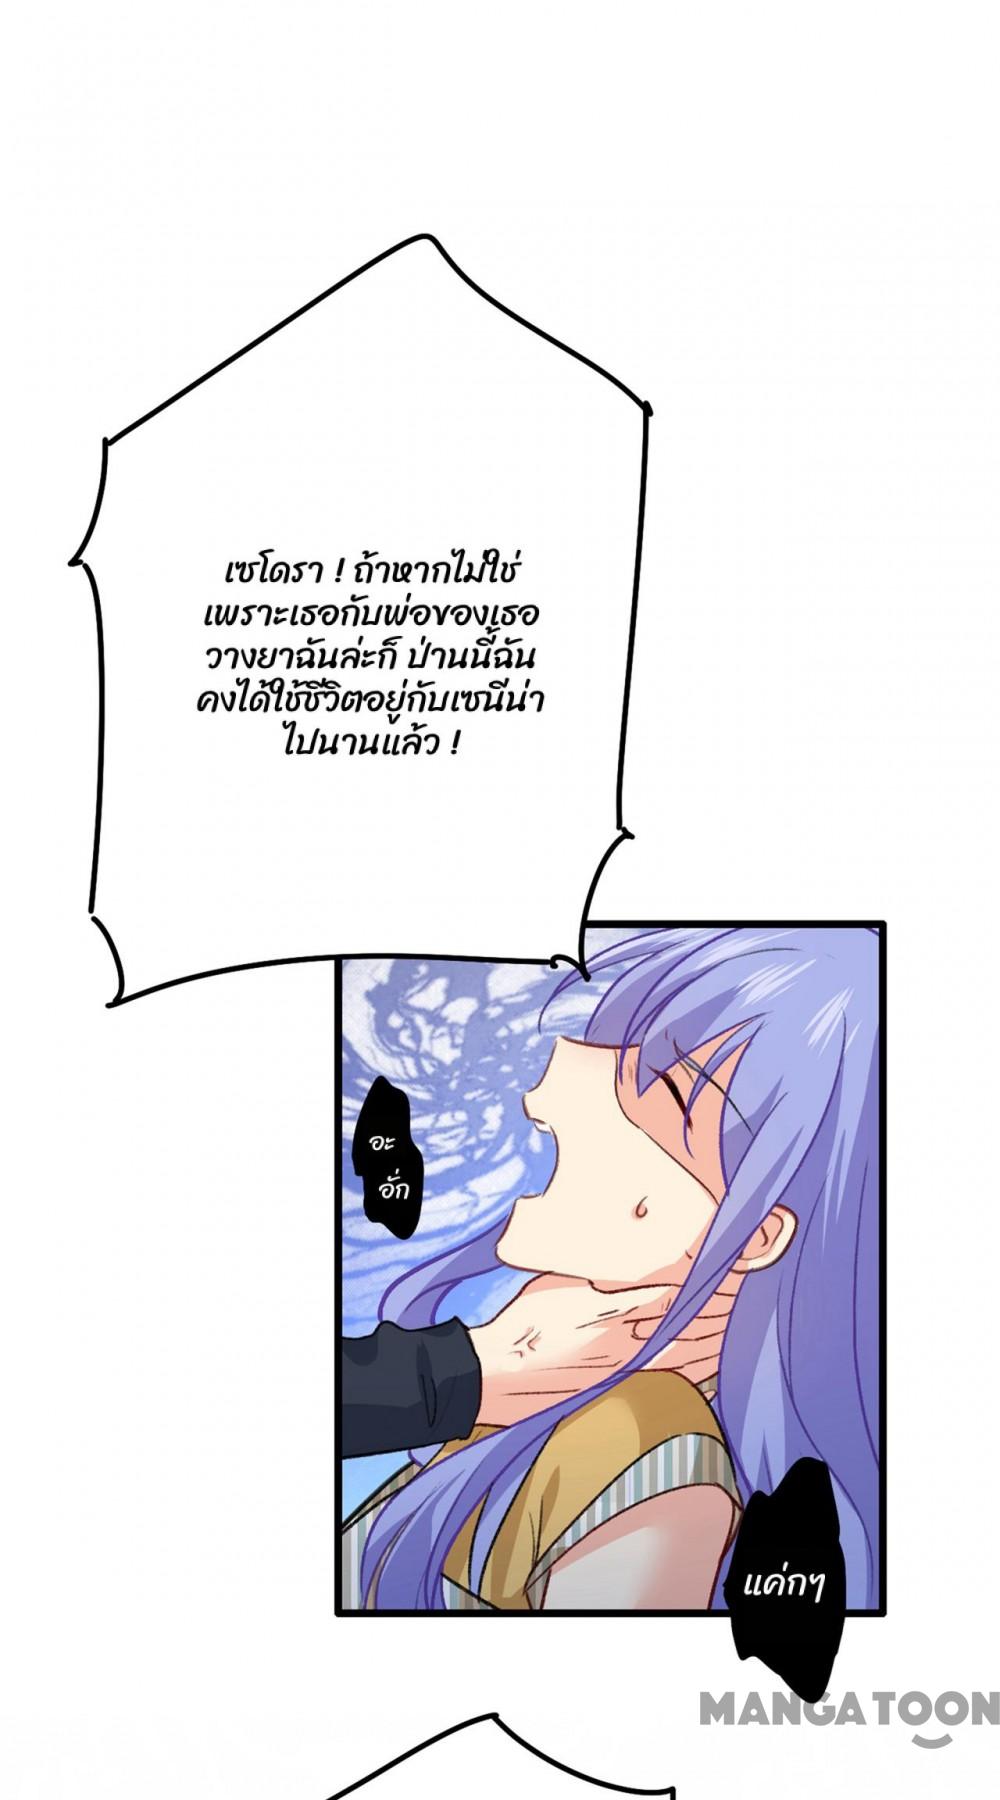 เซโดรา ! ถ้าหากไม่ใช่
เพราะเธอกับพ่อของเธอ
วางยาฉันล่ะก็ ป่านนี้ฉัน
คงได้ใช้ชีวิตอยู่กับเซนีน่า
ไปนานแล้ว !
อะ
อั่ก
แค่กๆ
MANGATOON